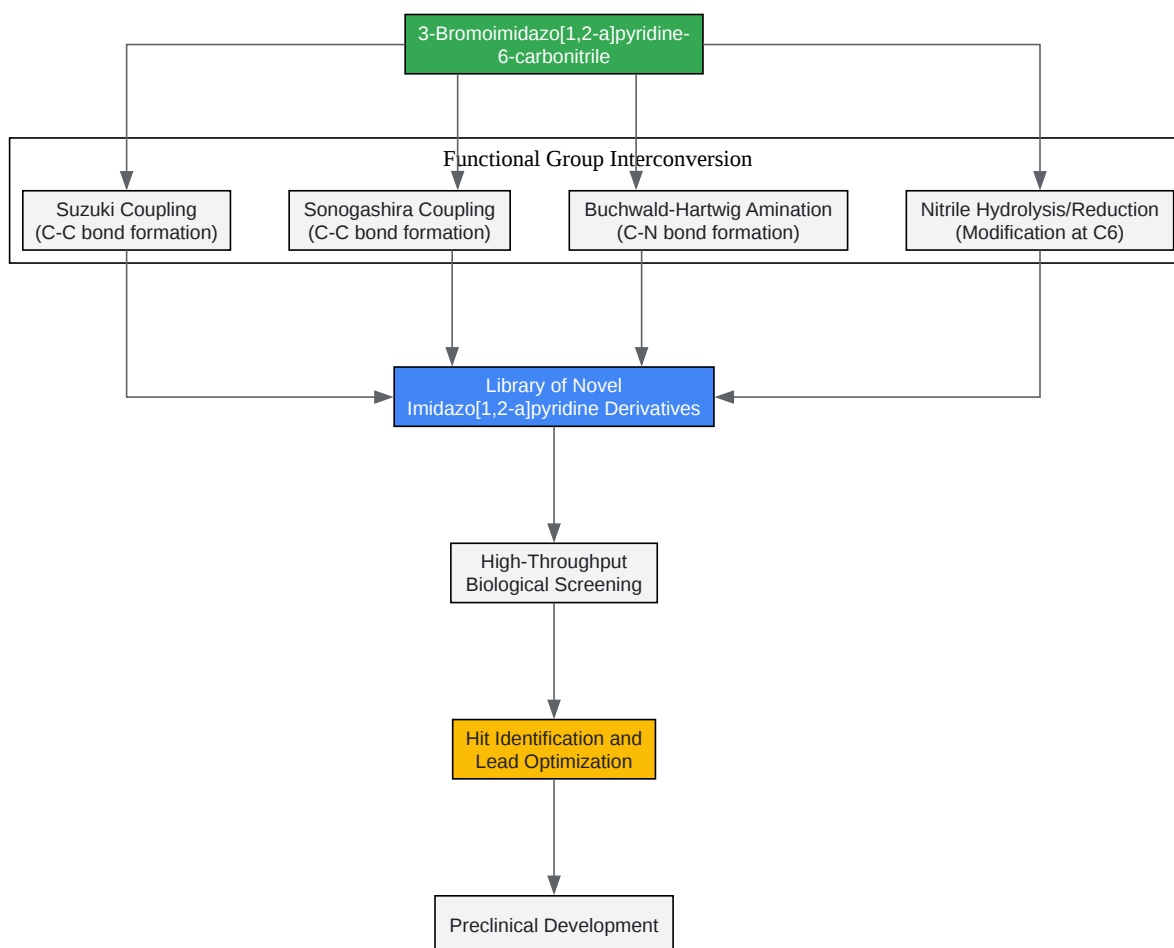 3-Bromoimidazo[1,2-a]pyridine-
6-carbonitrile
Functional Group Interconversion
Suzuki Coupling
(C-C bond formation)
Sonogashira Coupling
(C-C bond formation)
Buchwald-Hartwig Amination
(C-N bond formation)
Nitrile Hydrolysis/Reduction
(Modification at C6)
Library of Novel
Imidazo[1,2-a]pyridine Derivatives
High-Throughput
Biological Screening
Hit Identification and
Lead Optimization
Preclinical Development